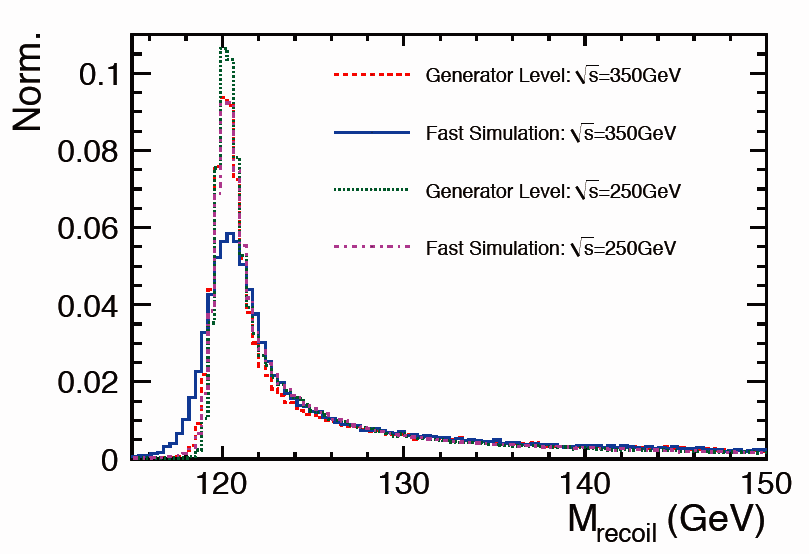 Norm.
0.1
0.08
0.06
0.04
0.02
0
Generator Level: √s=350GeV
Fast Simulation: √s=350GeV
Generator Level: √s=250GeV
Fast Simulation: √s=250GeV
120 130 140 150
M_recoil (GeV)